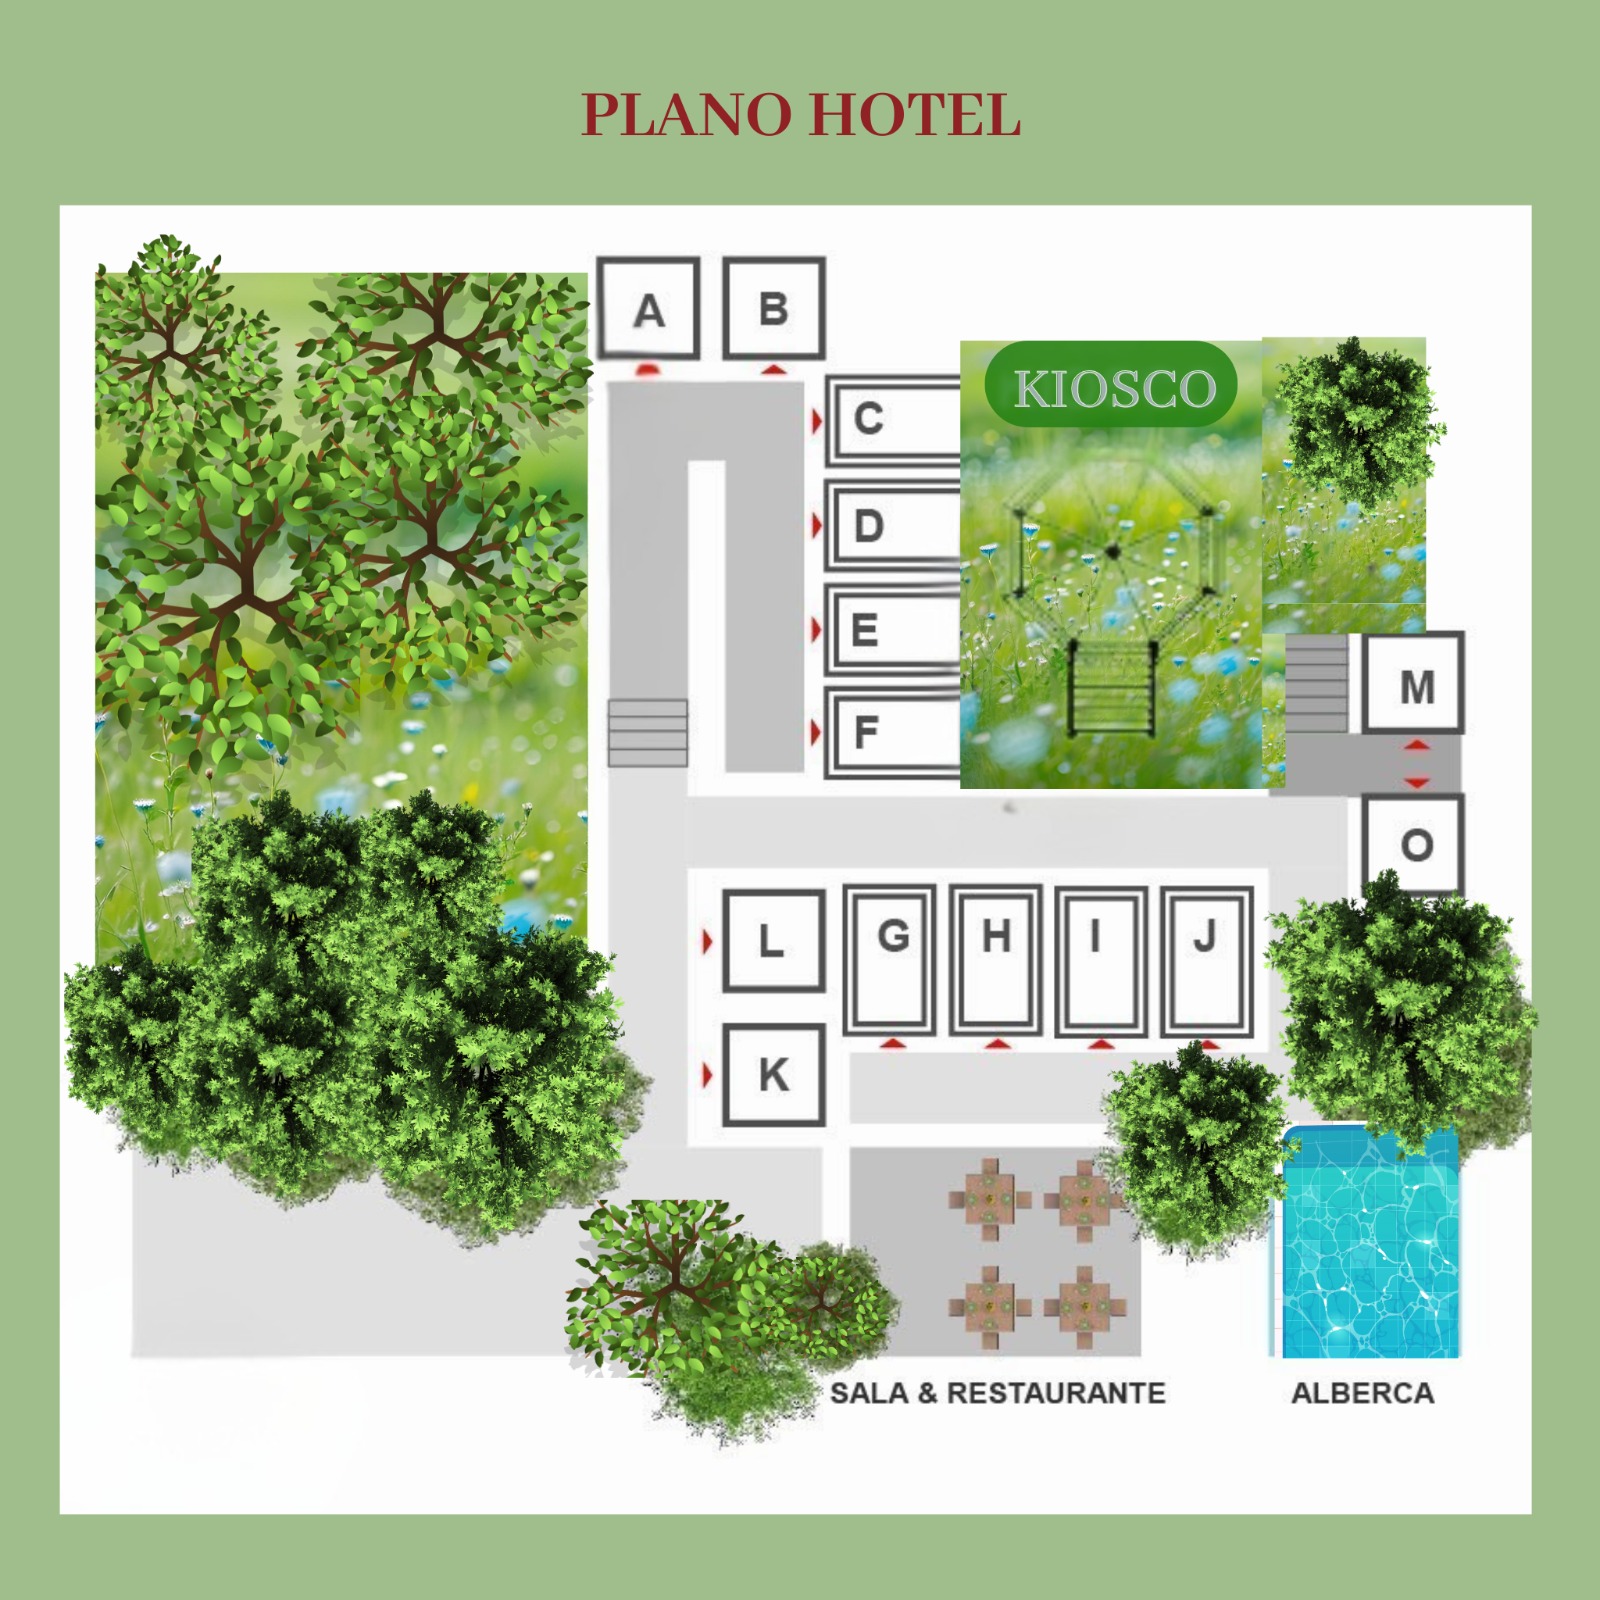 PLANO HOTEL
A
B
C
KIOSCO
D
E
F
M
O
L
G
H
I
J
K
SALA & RESTAURANTE
ALBERCA